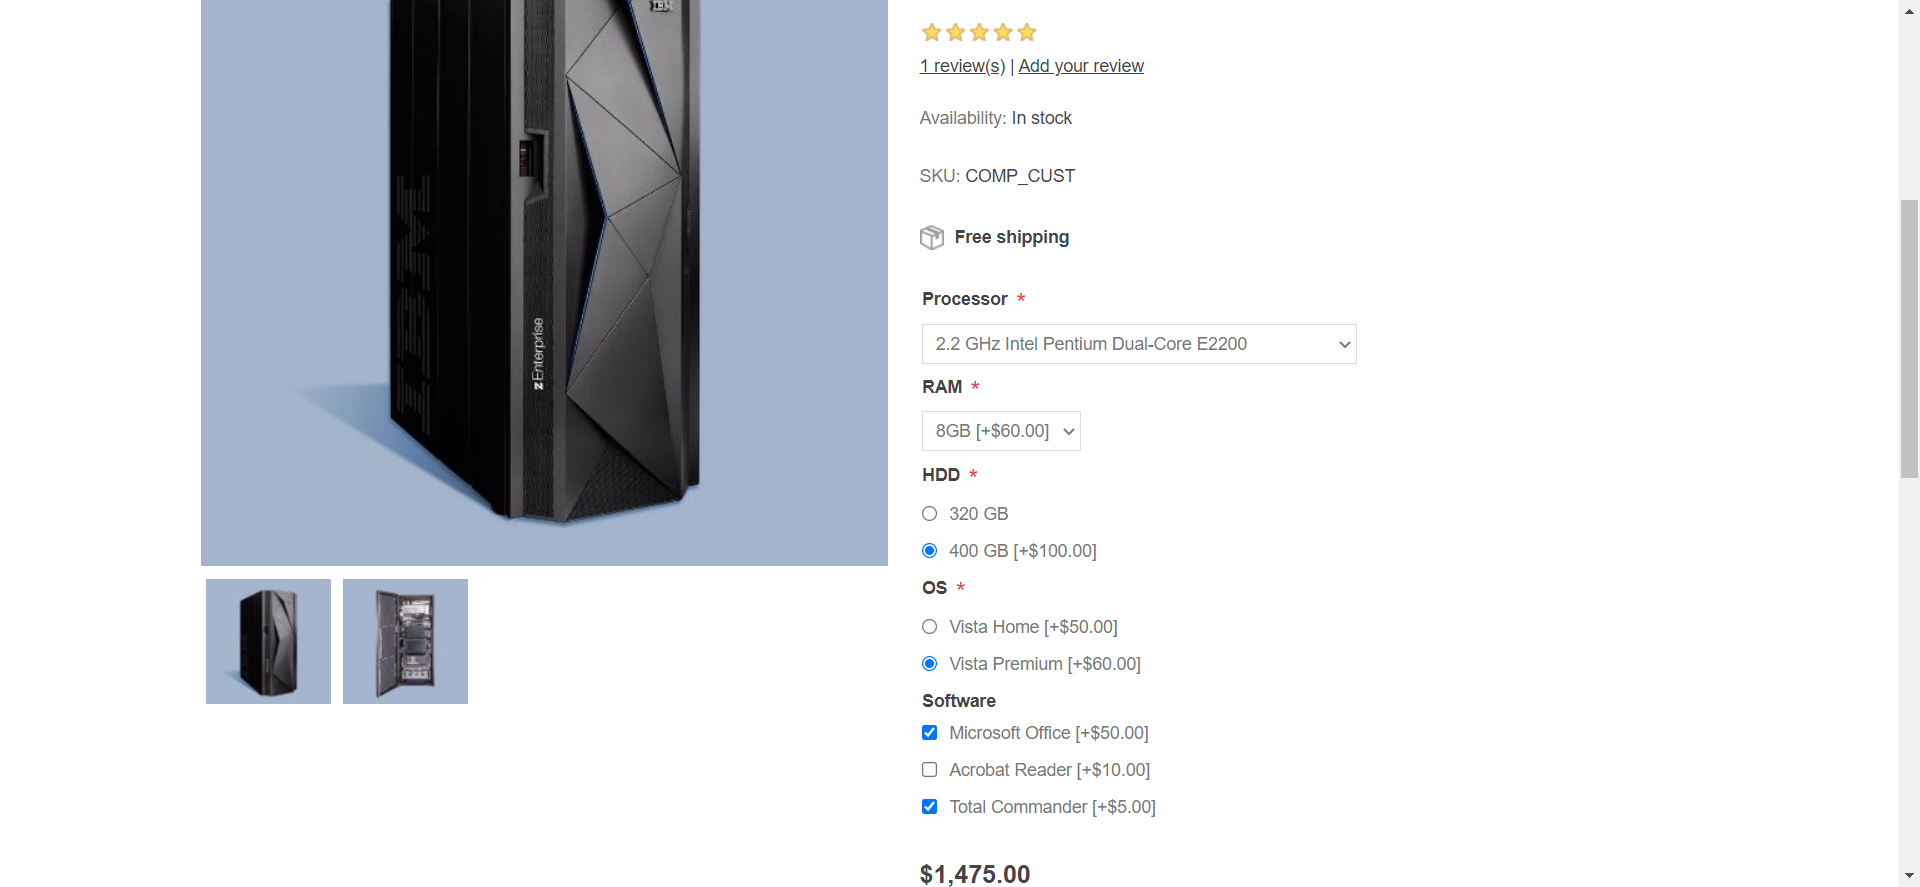 IBM
IBM
zEnterprise
1 review(s) | Add your review
Availability: In stock
SKU: COMP_CUST
Free shipping
Processor *
2.2 GHz Intel Pentium Dual-Core E2200
RAM *
8GB [+$60.00]
HDD *
320 GB
400 GB [+$100.00]
OS *
Vista Home [+$50.00]
Vista Premium [+$60.00]
Software
Microsoft Office [+$50.00]
Acrobat Reader [+$10.00]
Total Commander [+$5.00]
$1,475.00